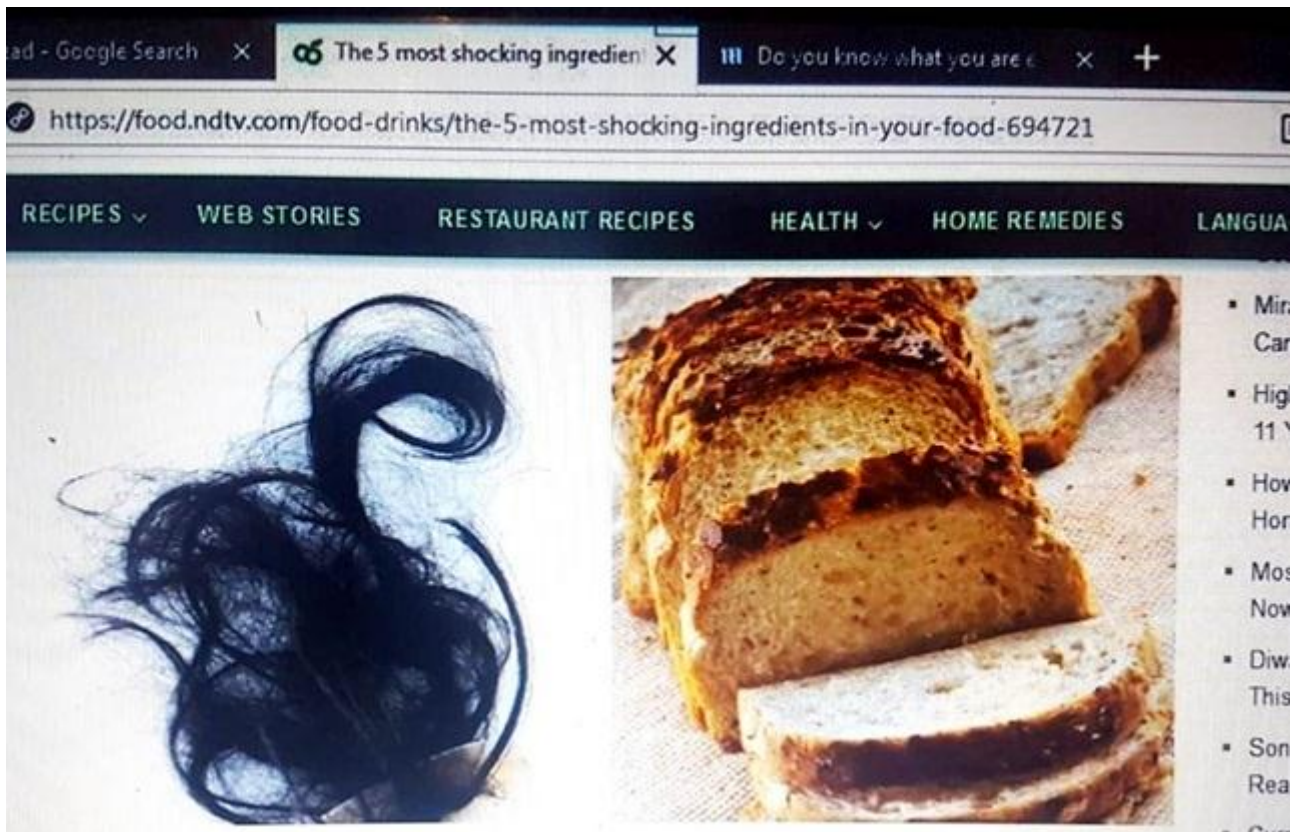 ad - Google Search
The 5 most shocking ingredien
Do you know what you are e
https://food.ndtv.com/food-drinks/the-5-most-shocking-ingredients-in-your-food-694721
RECIPES WEB STORIES RESTAURANT RECIPES HEALTH HOME REMEDIES LANGUA
Mir
Car
Hig
11 Y
How
Hor
Mos
Now
Diw
This
Son
Rea